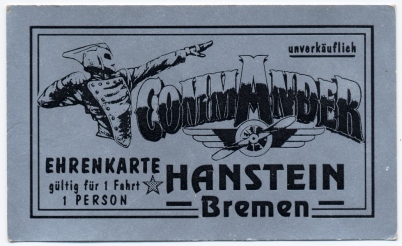 unverkäuflich
COMMANDER
EHRENKARTE
gültig für 1 Fahrt
1 PERSON
HANSTEIN
Bremen